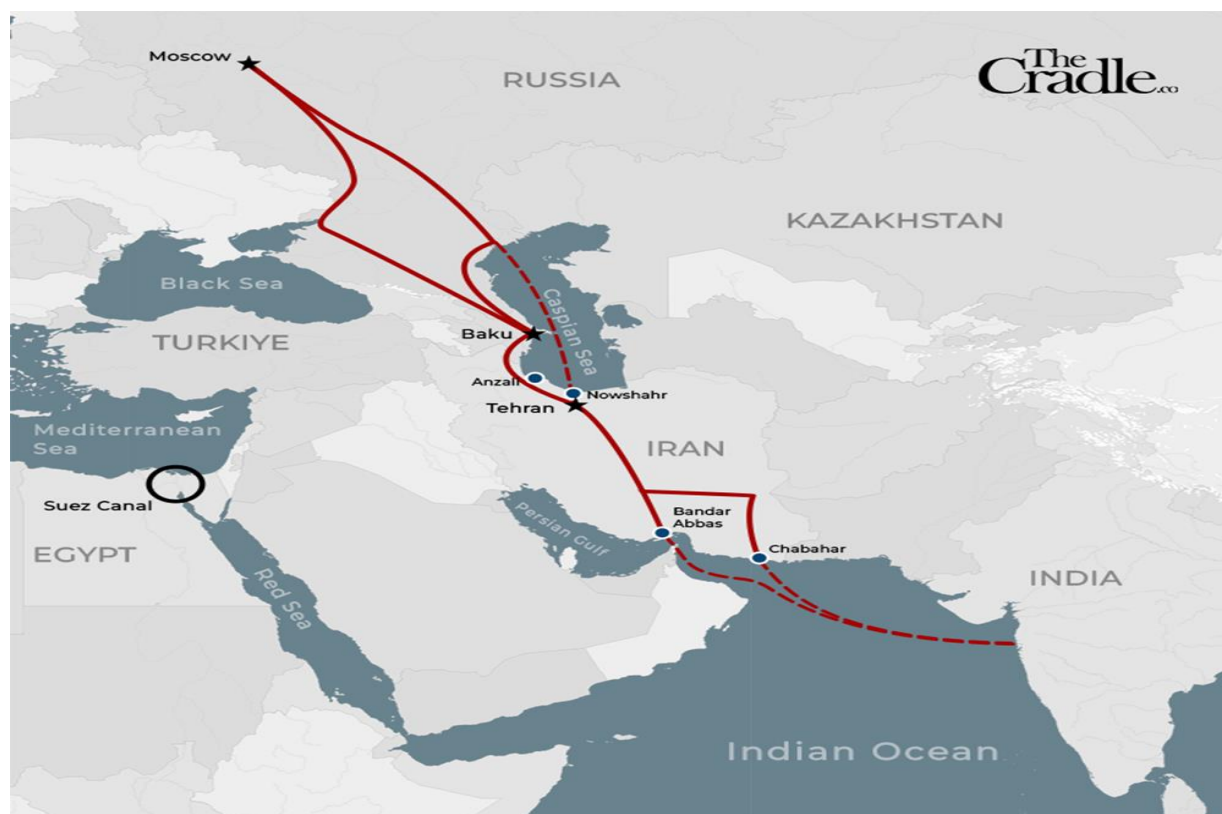 The
Cradle.co
Moscow
RUSSIA
KAZAKHSTAN
Black Sea
Caspian Sea
TURKIYE
Baku
Anzali
Nowshahr
Tehran
Mediterranean
Sea
IRAN
Suez Canal
Bandar
Abbas
Persian Gulf
Chabahar
EGYPT
INDIA
Red Sea
Indian Ocean